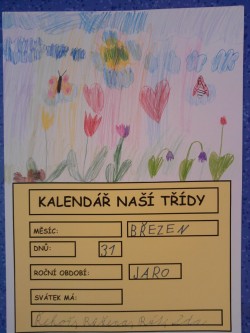 KALENDÁŘ NAŠÍ TŘÍDY
MĚSÍC: BŘEZEN
DNŮ: 31
ROČNÍ OBDOBÍ: JARO
SVÁTEK MÁ: